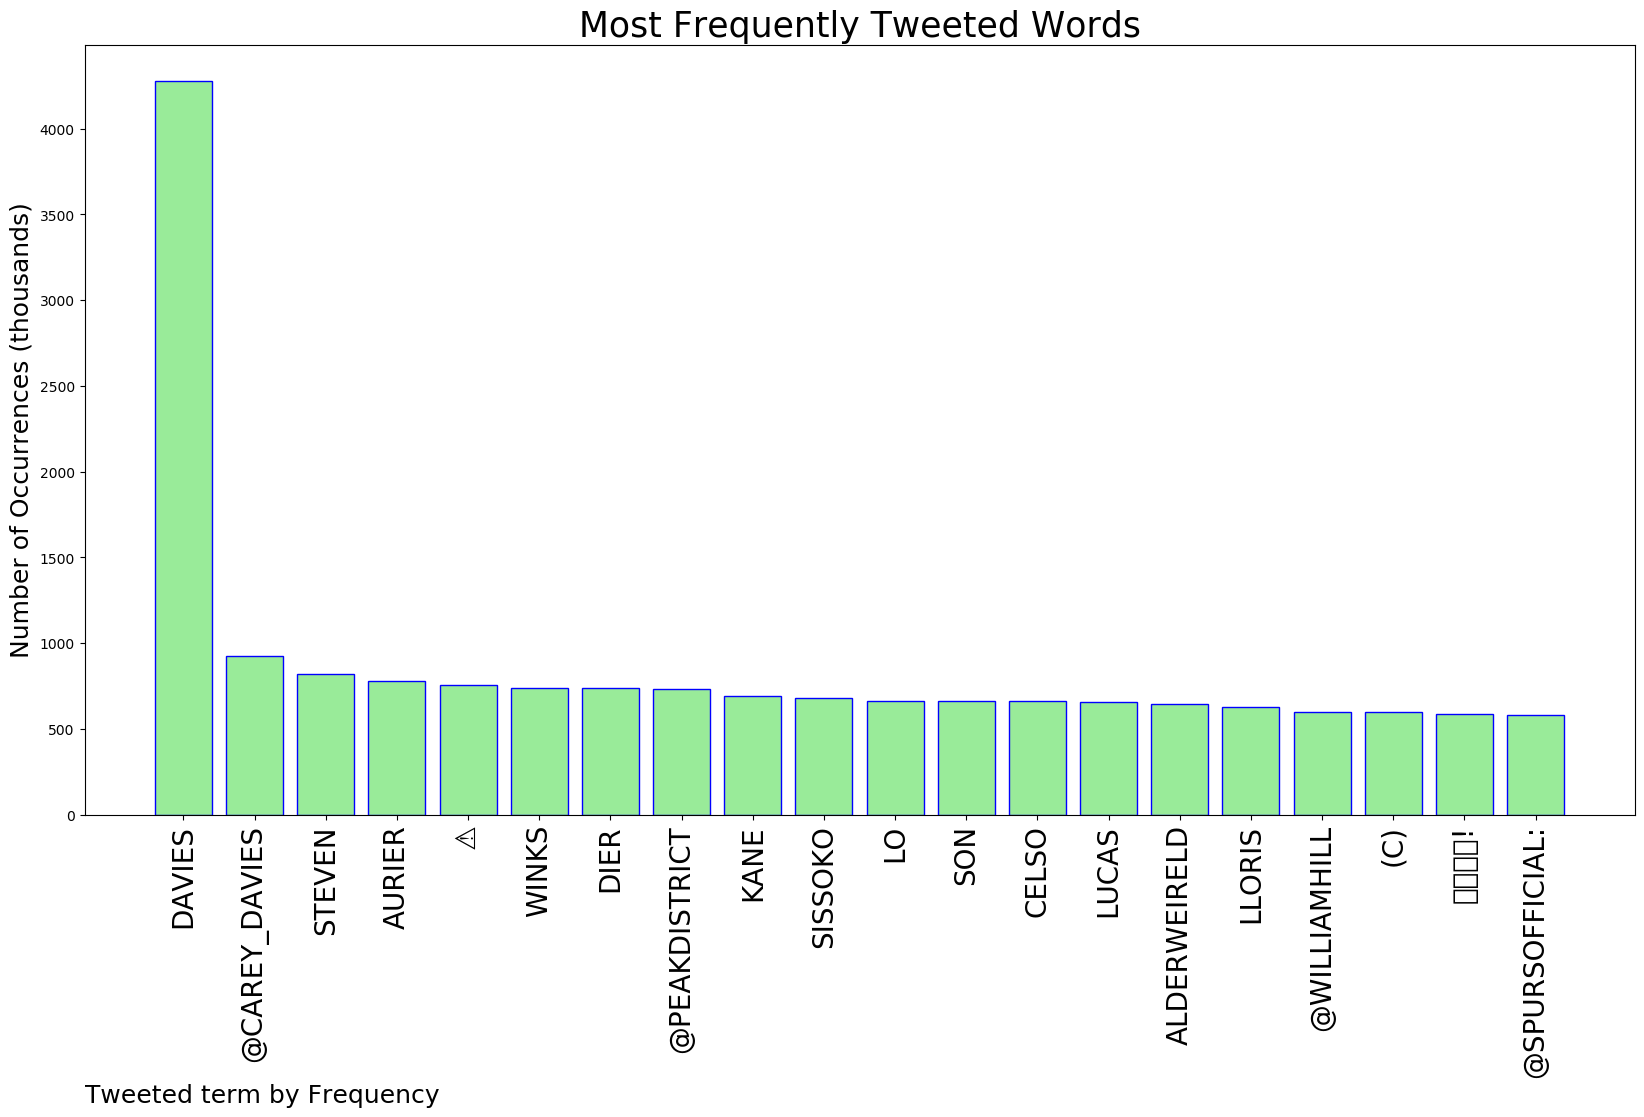 Most Frequently Tweeted Words
Number of Occurrences (thousands)
4000
3500
3000
2500
2000
1500
1000
500
0
DAVIES
@CAREY_DAVIES
STEVEN
AURIER
⚠
WINKS
DIER
@PEAKDISTRICT
KANE
SISSOKO
LO
SON
CELSO
LUCAS
ALDERWEIRELD
LLORIS
@WILLIAMHILL
(C)
▯▯▯▯!
@SPURSOFFICIAL:
Tweeted term by Frequency